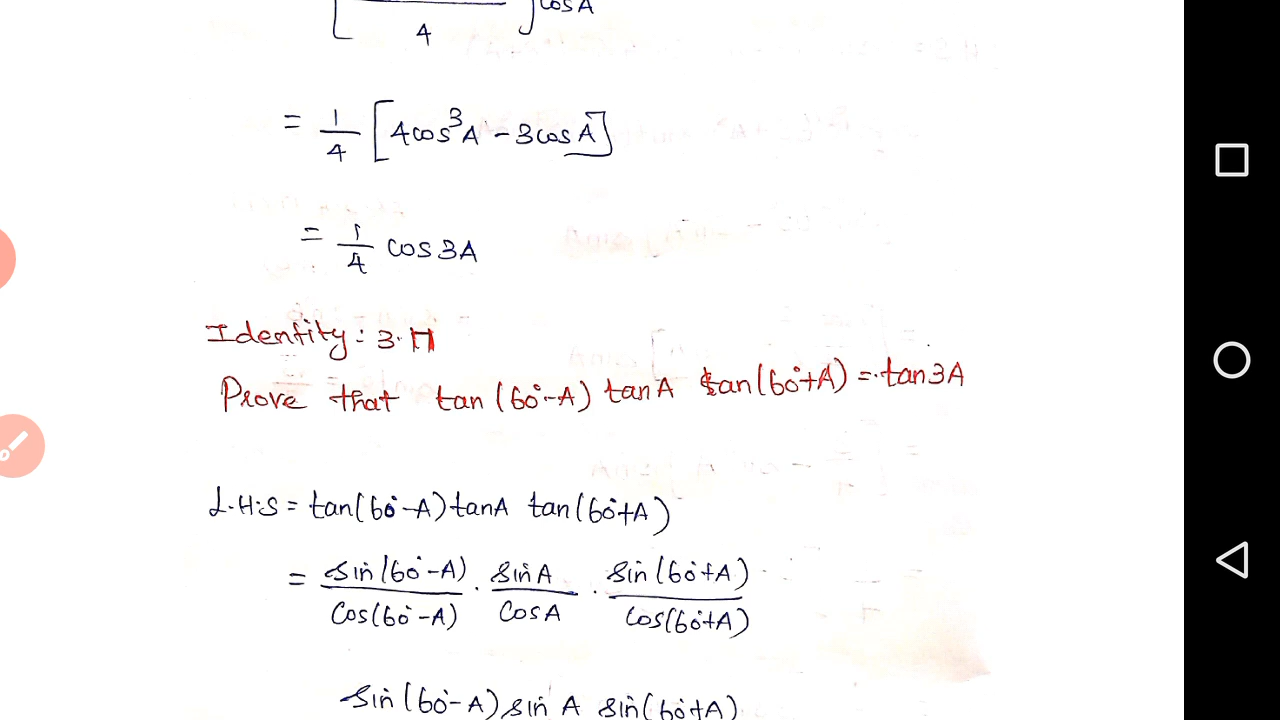 4 ] cos A
= 1/4 [4cos³A - 3cos A]
= 1/4 cos 3A
Identity: 3.17
Prove that tan (60°-A) tan A tan(60°+A) = tan 3A
L.H.S = tan(60°-A) tanA tan(60°+A)
= sin(60°-A)/cos(60°-A) · sin A/cos A · sin(60°+A)/cos(60°+A)
sin(60°-A) sin A sin(60°+A)